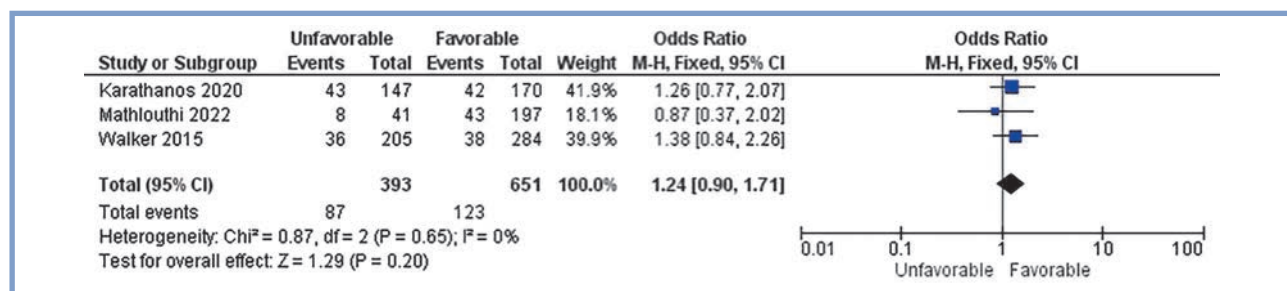 Unfavorable Favorable Odds Ratio Odds Ratio
Study or Subgroup Events Total Events Total Weight M-H, Fixed, 95% CI M-H, Fixed, 95% CI
Karathanos 2020 43 147 42 170 41.9% 1.26 [0.77, 2.07]
Mathlouthi 2022 8 41 43 197 18.1% 0.87 [0.37, 2.02]
Walker 2015 36 205 38 284 39.9% 1.38 [0.84, 2.26]
Total (95% CI) 393 651 100.0% 1.24 [0.90, 1.71]
Total events 87 123
Heterogeneity: Chi² = 0.87, df = 2 (P = 0.65); I² = 0%
Test for overall effect: Z = 1.29 (P = 0.20)
0.01 0.1 1 10 100
Unfavorable Favorable